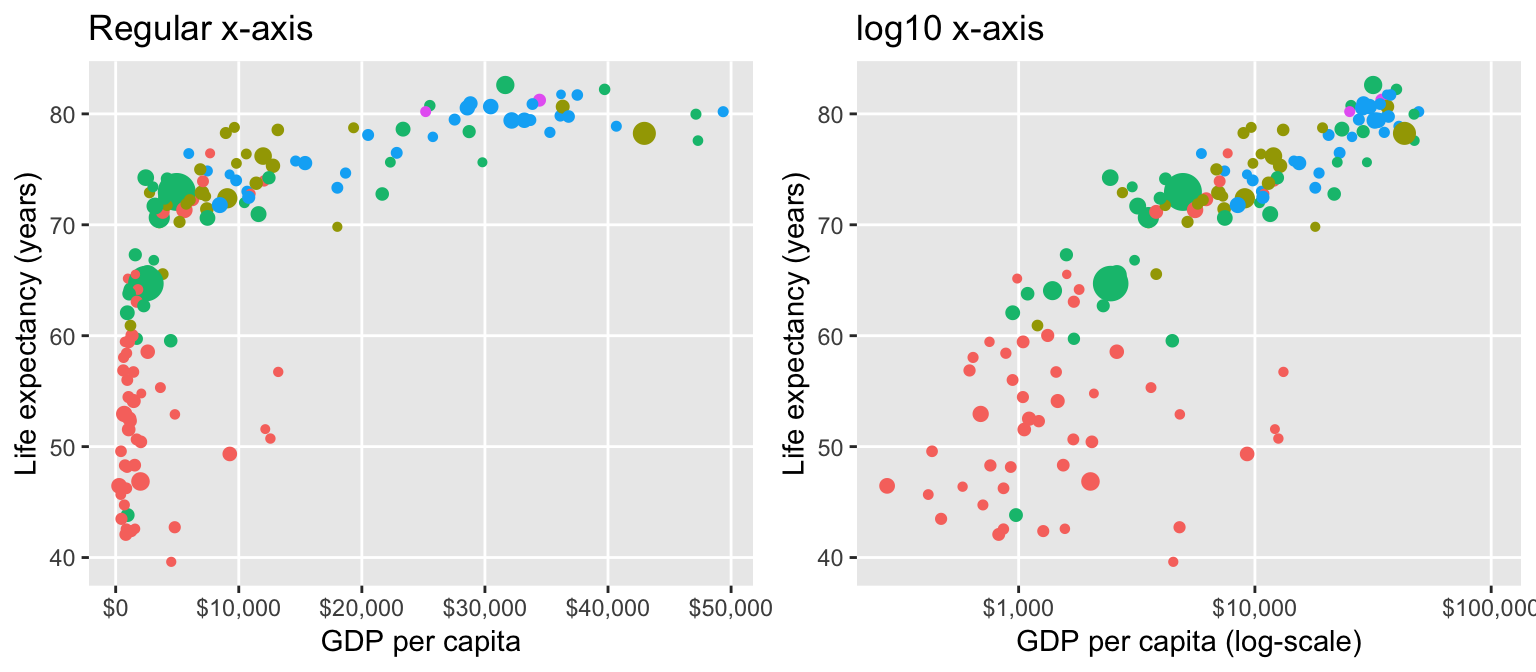 Regular x-axis
80
70
60
50
40
Life expectancy (years)
$0 $10,000 $20,000 $30,000 $40,000 $50,000
GDP per capita
log10 x-axis
80
70
60
50
40
Life expectancy (years)
$1,000 $10,000 $100,000
GDP per capita (log-scale)